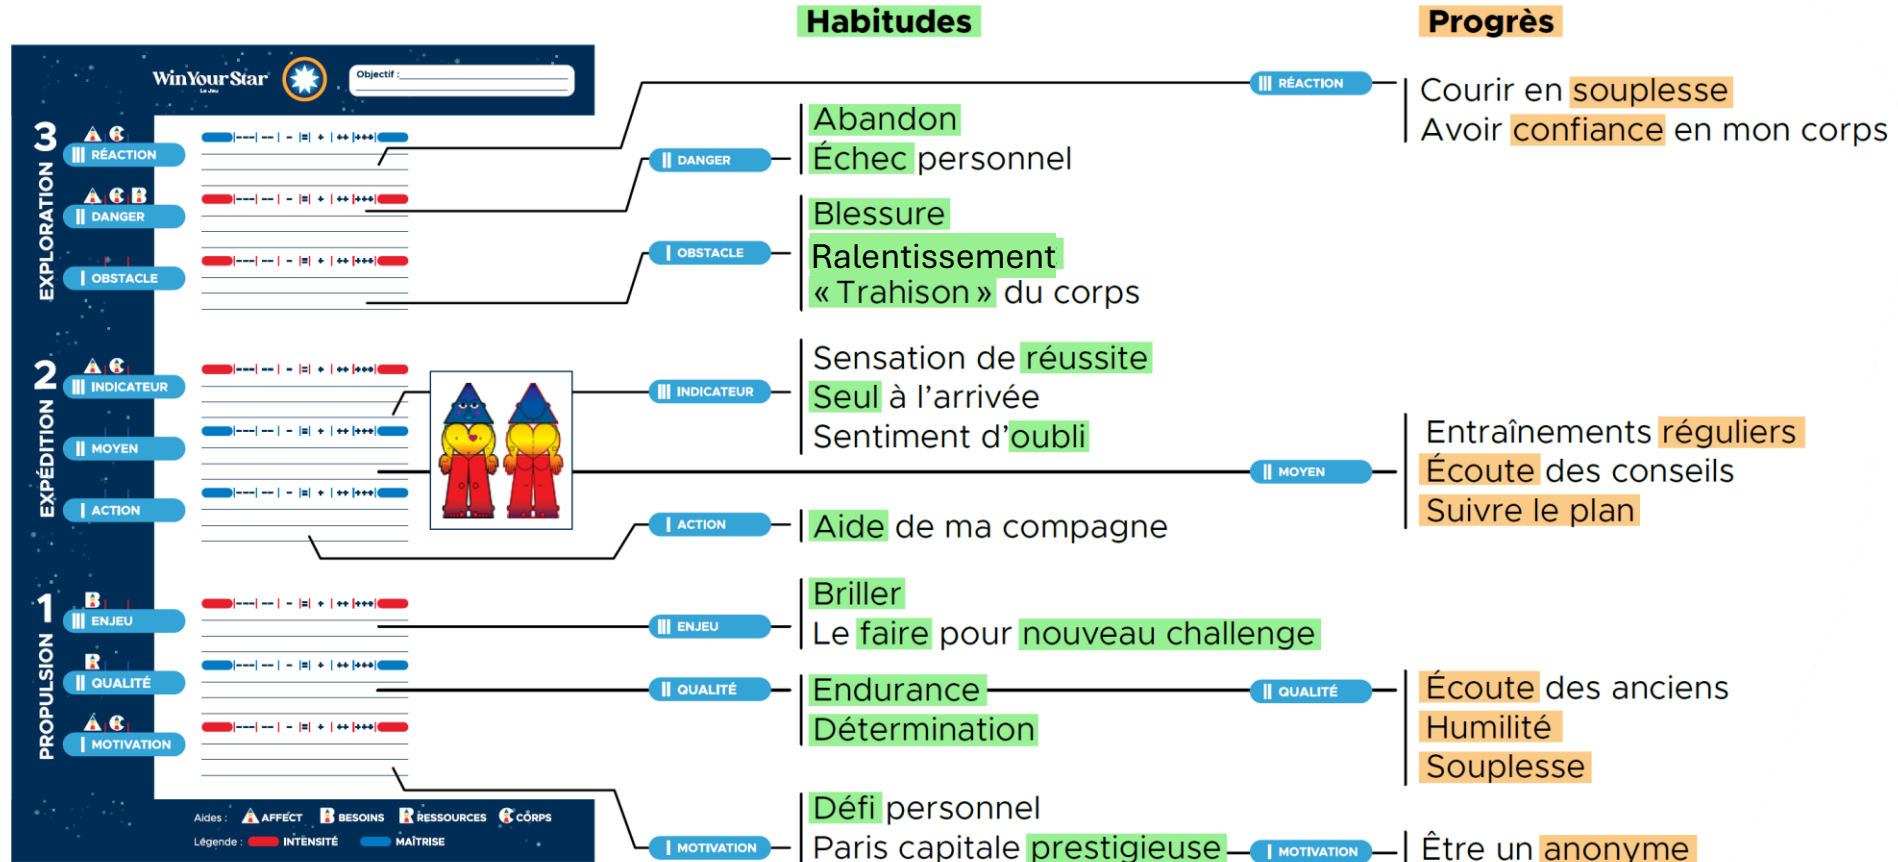 Habitudes
Progrès
WinYourStar
Le Jeu
Objectif :
3
EXPLORATION
A C
||| RÉACTION
|---| -- | - |=| + | ++ |+++|
A C B
|| DANGER
|---| -- | - |=| + | ++ |+++|
| OBSTACLE
|---| -- | - |=| + | ++ |+++|
2
EXPÉDITION
A C
||| INDICATEUR
|---| -- | - |=| + | ++ |+++|
|| MOYEN
|---| -- | - |=| + | ++ |+++|
| ACTION
|---| -- | - |=| + | ++ |+++|
1
PROPULSION
B
||| ENJEU
|---| -- | - |=| + | ++ |+++|
R
|| QUALITÉ
|---| -- | - |=| + | ++ |+++|
A C
| MOTIVATION
|---| -- | - |=| + | ++ |+++|
Aides : A AFFECT B BESOINS R RESSOURCES C CORPS
Légende : INTENSITÉ MAÎTRISE
||| RÉACTION
Courir en souplesse
Avoir confiance en mon corps
|| DANGER
Abandon
Échec personnel
| OBSTACLE
Blessure
Ralentissement
« Trahison » du corps
||| INDICATEUR
Sensation de réussite
Seul à l'arrivée
Sentiment d'oubli
|| MOYEN
Entraînements réguliers
Écoute des conseils
Suivre le plan
| ACTION
Aide de ma compagne
||| ENJEU
Briller
Le faire pour nouveau challenge
|| QUALITÉ
Endurance
Détermination
|| QUALITÉ
Écoute des anciens
Humilité
Souplesse
| MOTIVATION
Défi personnel
Paris capitale prestigieuse
| MOTIVATION
Être un anonyme